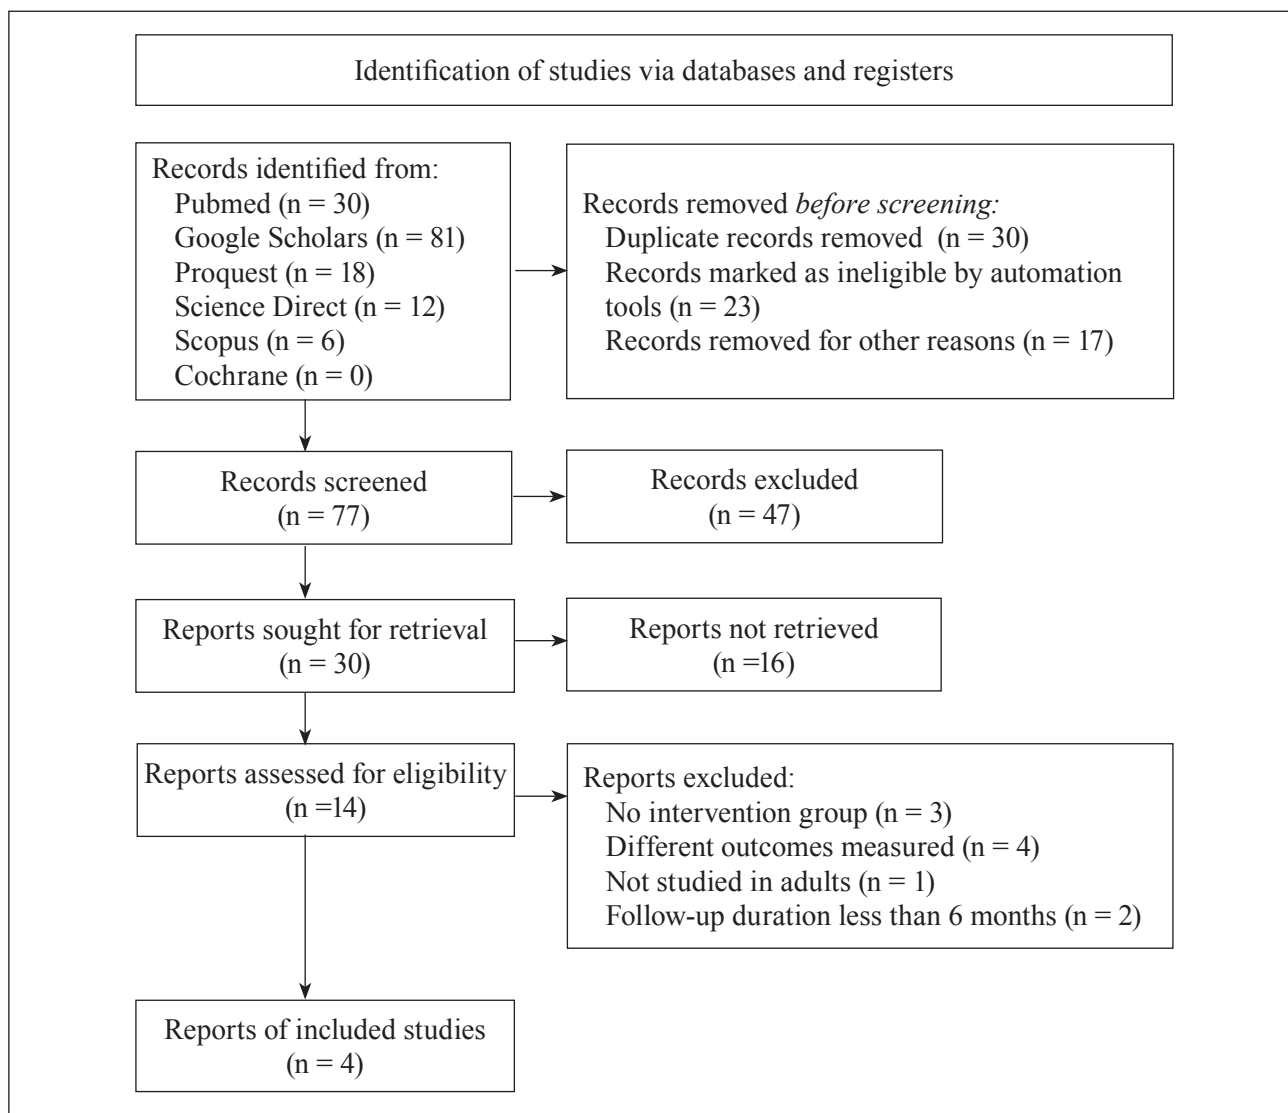 Identification of studies via databases and registers
Records identified from:
Pubmed (n = 30)
Google Scholars (n = 81)
Proquest (n = 18)
Science Direct (n = 12)
Scopus (n = 6)
Cochrane (n = 0)
Records removed before screening:
Duplicate records removed (n = 30)
Records marked as ineligible by automation
tools (n = 23)
Records removed for other reasons (n = 17)
Records screened
(n = 77)
Records excluded
(n = 47)
Reports sought for retrieval
(n = 30)
Reports not retrieved
(n =16)
Reports assessed for eligibility
(n =14)
Reports excluded:
No intervention group (n = 3)
Different outcomes measured (n = 4)
Not studied in adults (n = 1)
Follow-up duration less than 6 months (n = 2)
Reports of included studies
(n = 4)